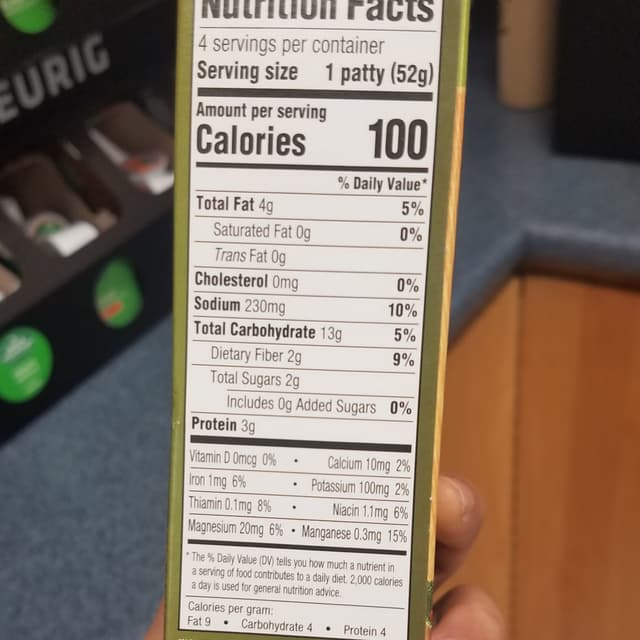 Nutrition Facts
4 servings per container
Serving size 1 patty (52g)
Amount per serving
Calories 100
% Daily Value*
Total Fat 4g 5%
Saturated Fat 0g 0%
Trans Fat 0g
Cholesterol 0mg 0%
Sodium 230mg 10%
Total Carbohydrate 13g 5%
Dietary Fiber 2g 9%
Total Sugars 2g
Includes 0g Added Sugars 0%
Protein 3g
Vitamin D 0mcg 0% • Calcium 10mg 2%
Iron 1mg 6% • Potassium 100mg 2%
Thiamin 0.1mg 8% • Niacin 1.1mg 6%
Magnesium 20mg 6% • Manganese 0.3mg 15%
* The % Daily Value (DV) tells you how much a nutrient in
a serving of food contributes to a daily diet. 2,000 calories
a day is used for general nutrition advice.
Calories per gram:
Fat 9 • Carbohydrate 4 • Protein 4
EURIG